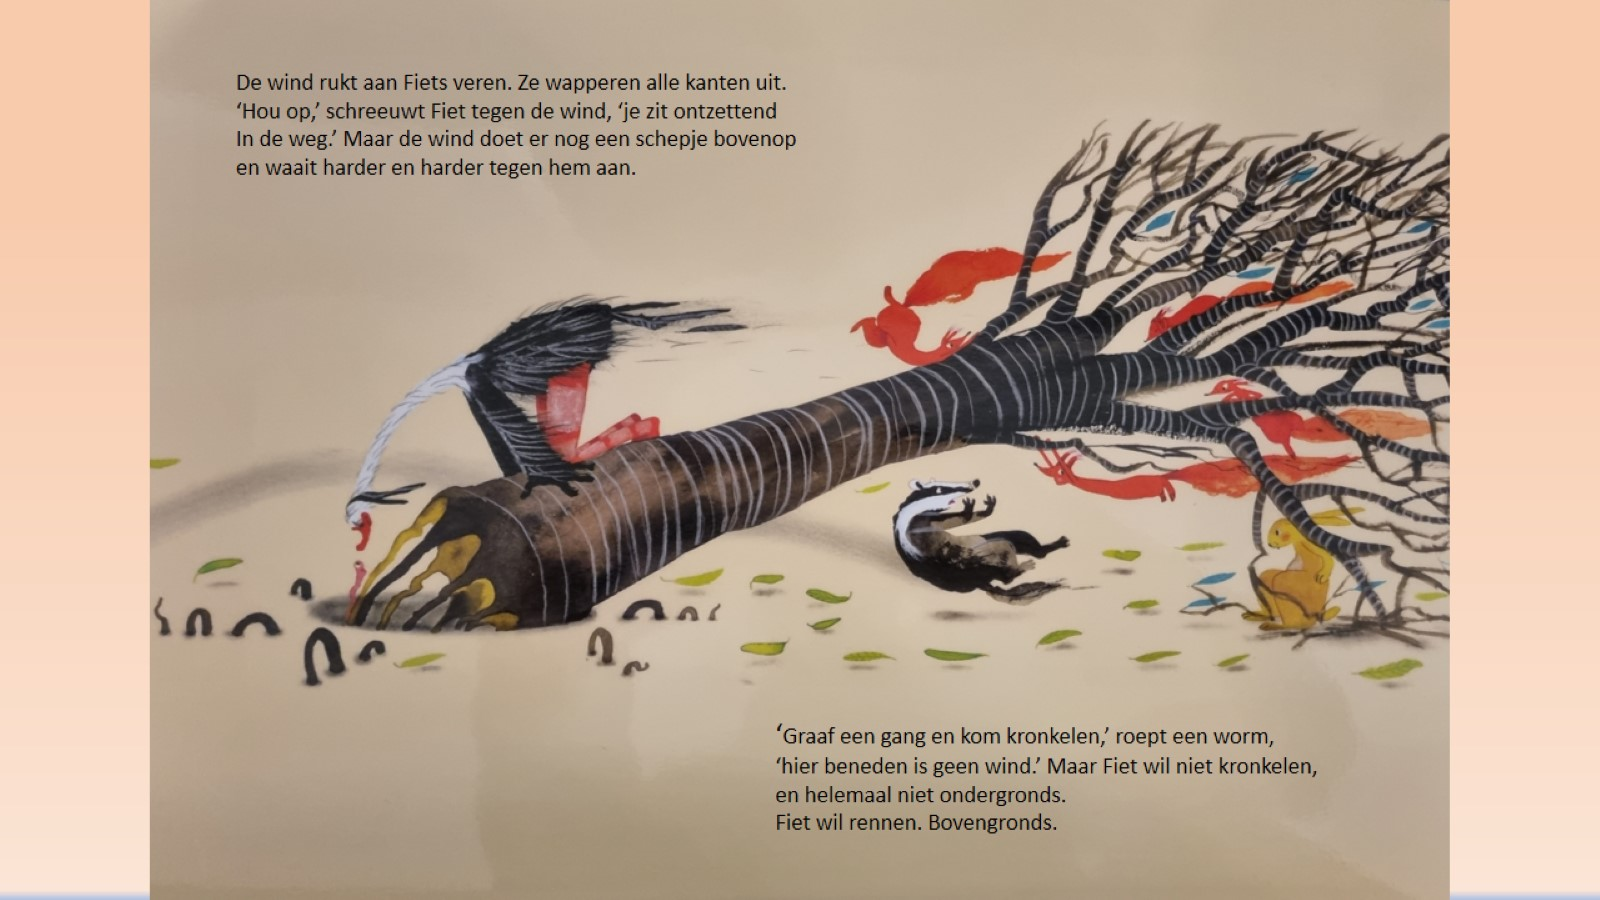 De wind rukt aan Fiets veren. Ze wapperen alle kanten uit.
‘Hou op,’ schreeuwt Fiet tegen de wind, ‘je zit ontzettend
In de weg.’ Maar de wind doet er nog een schepje bovenop
en waait harder en harder tegen hem aan.
‘Graaf een gang en kom kronkelen,’ roept een worm,
‘hier beneden is geen wind.’ Maar Fiet wil niet kronkelen,
en helemaal niet ondergronds.
Fiet wil rennen. Bovengronds.